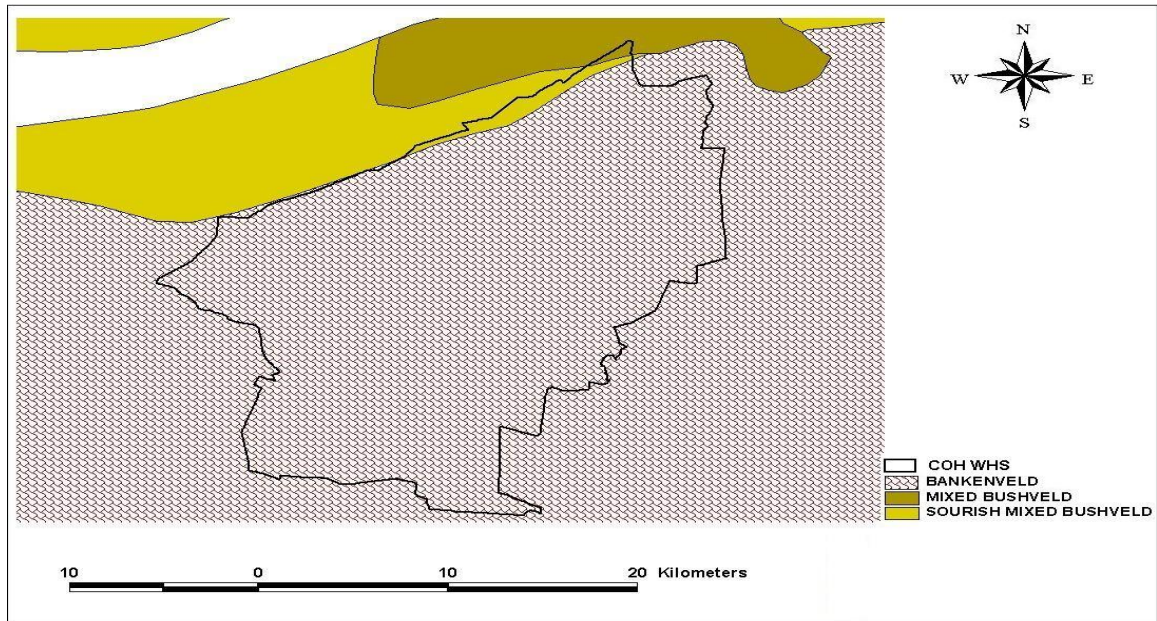 N
W E
S
COH WHS
BANKENVELD
MIXED BUSHVELD
SOURISH MIXED BUSHVELD
10 0 10 20 Kilometers